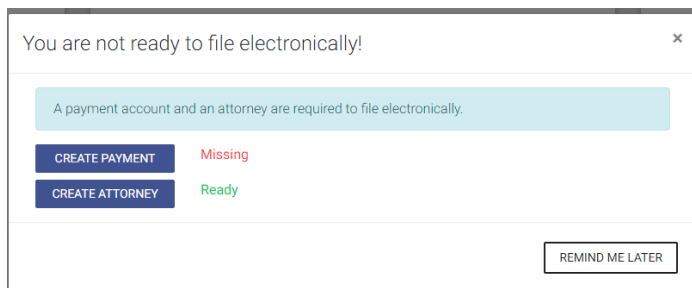 You are not ready to file electronically!
×
A payment account and an attorney are required to file electronically.
CREATE PAYMENT Missing
CREATE ATTORNEY Ready
REMIND ME LATER